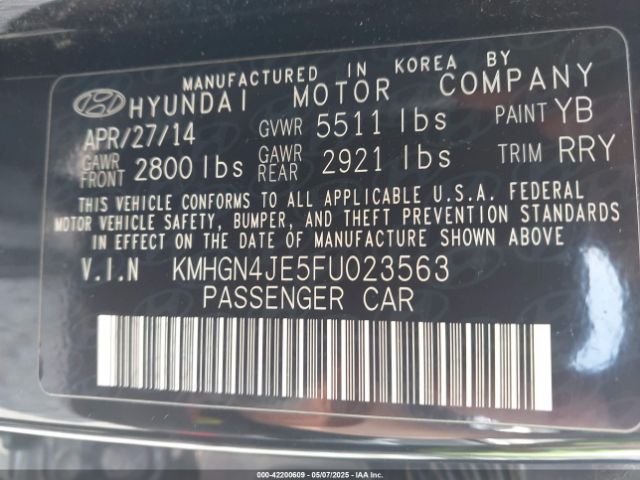 MANUFACTURED IN KOREA BY
HYUNDAI MOTOR COMPANY
APR/27/14 GVWR 5511 lbs PAINT YB
GAWR FRONT 2800 lbs GAWR REAR 2921 lbs TRIM RRY
THIS VEHICLE CONFORMS TO ALL APPLICABLE U.S.A. FEDERAL
MOTOR VEHICLE SAFETY, BUMPER, AND THEFT PREVENTION STANDARDS
IN EFFECT ON THE DATE OF MANUFACTURE SHOWN ABOVE
V.I.N KMHGN4JE5FU023563
PASSENGER CAR
000-42200609 - 05/07/2025 - AVAILABLE